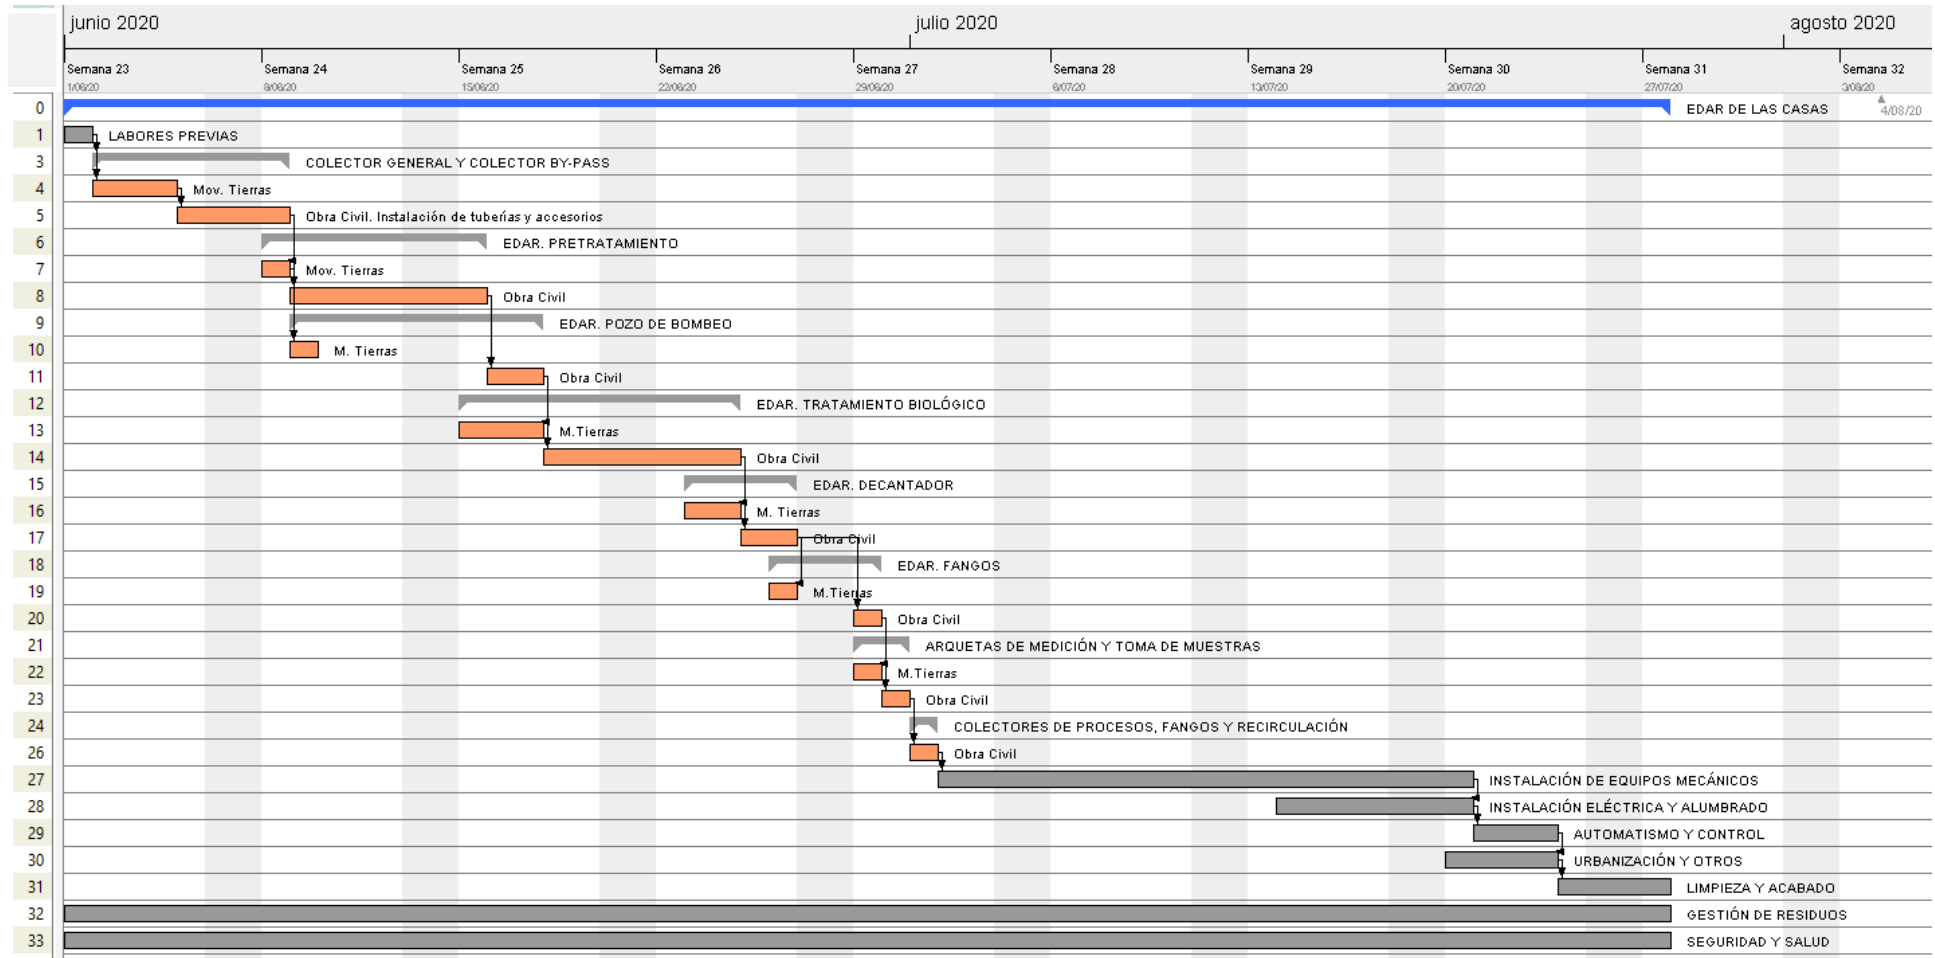 junio 2020 julio 2020 agosto 2020
Semana 23 Semana 24 Semana 25 Semana 26 Semana 27 Semana 28 Semana 29 Semana 30 Semana 31 Semana 32
1/06/20 8/06/20 15/06/20 22/06/20 29/06/20 6/07/20 13/07/20 20/07/20 27/07/20 3/08/20
0 EDAR DE LAS CASAS 4/08/20
1 LABORES PREVIAS
3 COLECTOR GENERAL Y COLECTOR BY-PASS
4 Mov. Tierras
5 Obra Civil. Instalación de tuberías y accesorios
6 EDAR. PRETRATAMIENTO
7 Mov. Tierras
8 Obra Civil
9 EDAR. POZO DE BOMBEO
10 M. Tierras
11 Obra Civil
12 EDAR. TRATAMIENTO BIOLÓGICO
13 M.Tierras
14 Obra Civil
15 EDAR. DECANTADOR
16 M. Tierras
17 Obra Civil
18 EDAR. FANGOS
19 M.Tierras
20 Obra Civil
21 ARQUETAS DE MEDICIÓN Y TOMA DE MUESTRAS
22 M.Tierras
23 Obra Civil
24 COLECTORES DE PROCESOS, FANGOS Y RECIRCULACIÓN
26 Obra Civil
27 INSTALACIÓN DE EQUIPOS MECÁNICOS
28 INSTALACIÓN ELÉCTRICA Y ALUMBRADO
29 AUTOMATISMO Y CONTROL
30 URBANIZACIÓN Y OTROS
31 LIMPIEZA Y ACABADO
32 GESTIÓN DE RESIDUOS
33 SEGURIDAD Y SALUD